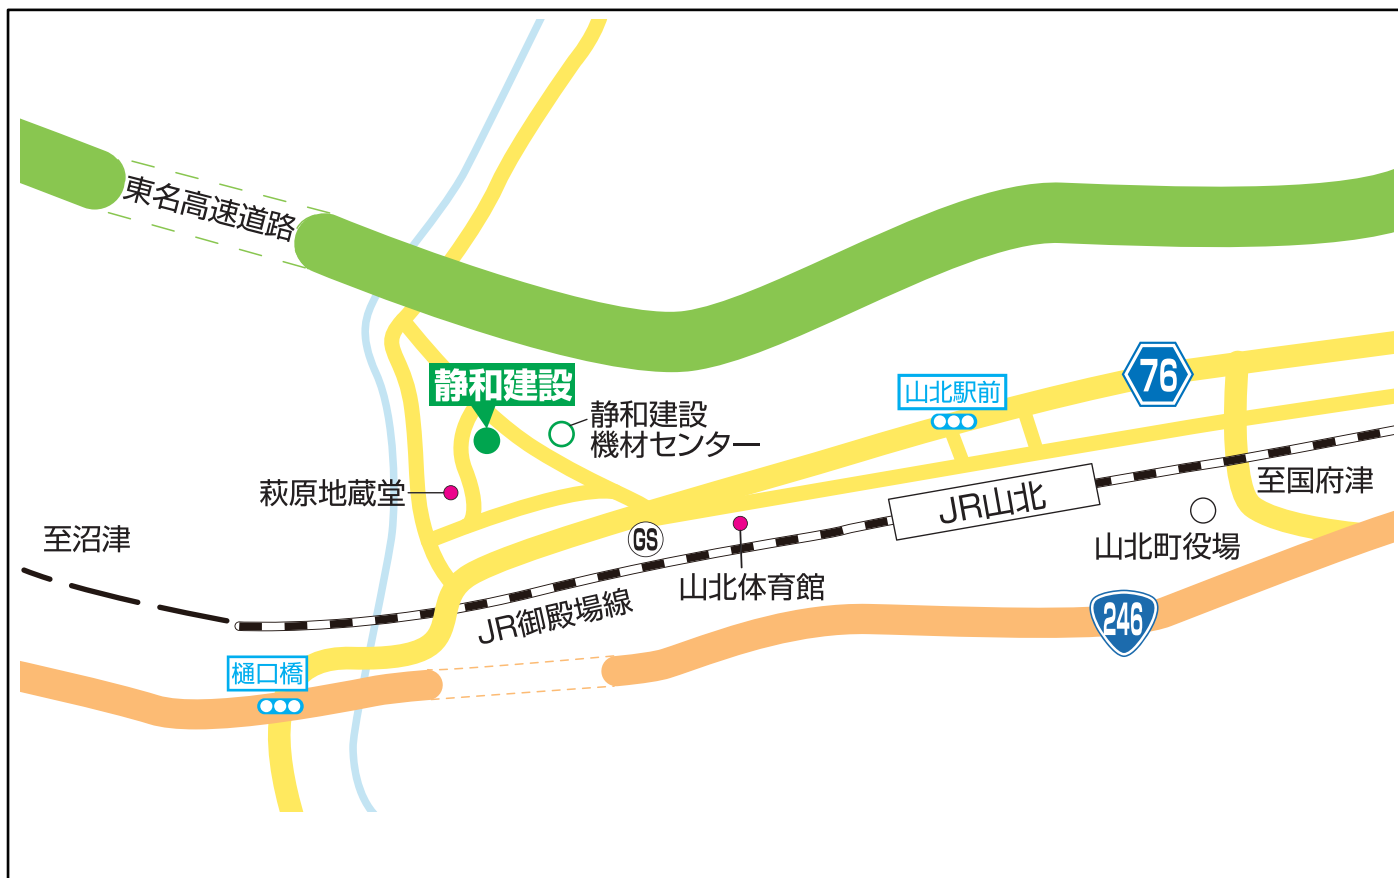 東名高速道路
76
静和建設
山北駅前
静和建設
機材センター
萩原地蔵堂
JR山北
至国府津
至沼津
GS
山北町役場
山北体育館
JR御殿場線
246
樋口橋